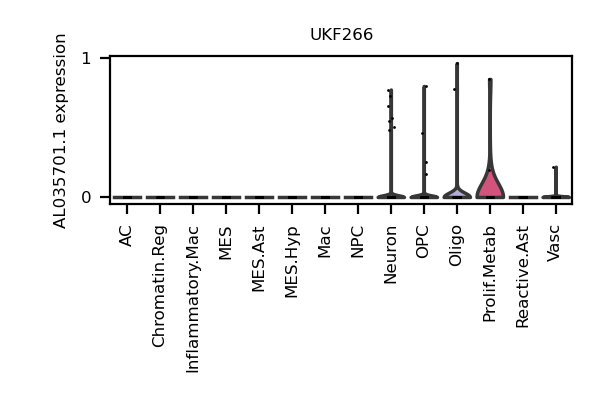 UKF266
AL035701.1 expression
1
0
AC
Chromatin.Reg
Inflammatory.Mac
MES
MES.Ast
MES.Hyp
Mac
NPC
Neuron
OPC
Oligo
Prolif.Metab
Reactive.Ast
Vasc